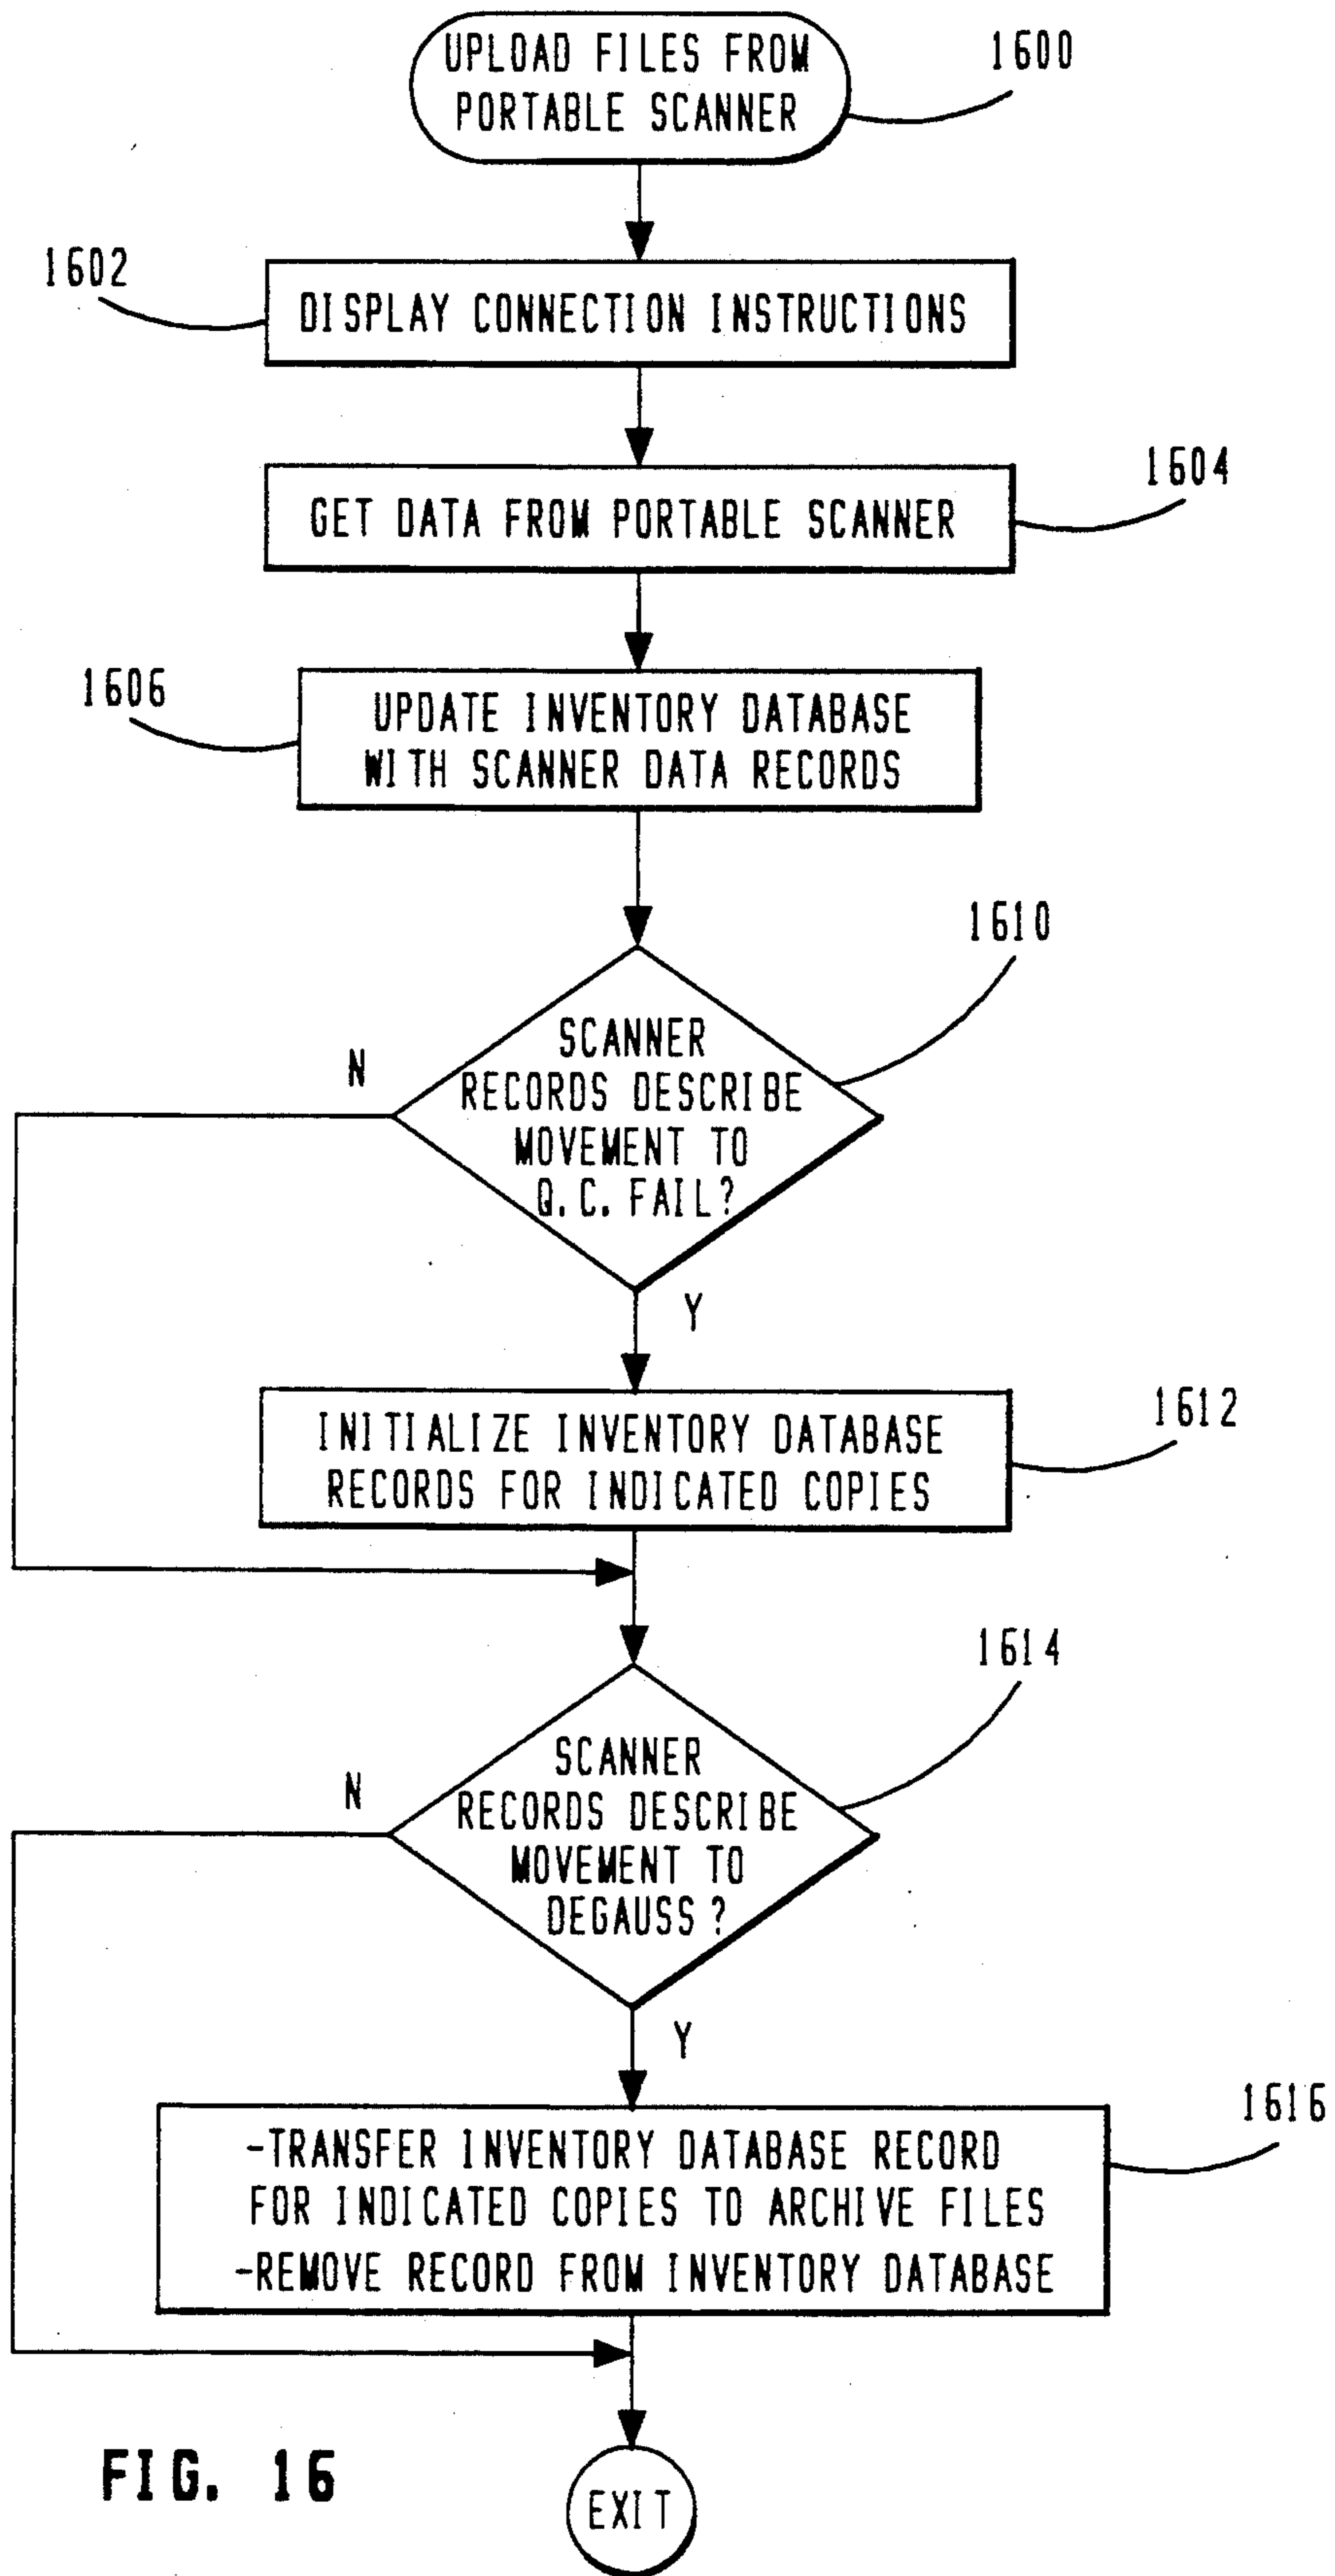 UPLOAD FILES FROM
PORTABLE SCANNER
1600
1602
DISPLAY CONNECTION INSTRUCTIONS
1604
GET DATA FROM PORTABLE SCANNER
1606
UPDATE INVENTORY DATABASE
WITH SCANNER DATA RECORDS
1610
SCANNER
RECORDS DESCRIBE
MOVEMENT TO
Q.C. FAIL?
N
Y
1612
INITIALIZE INVENTORY DATABASE
RECORDS FOR INDICATED COPIES
1614
SCANNER
RECORDS DESCRIBE
MOVEMENT TO
DEGAUSS?
N
Y
1616
-TRANSFER INVENTORY DATABASE RECORD
FOR INDICATED COPIES TO ARCHIVE FILES
-REMOVE RECORD FROM INVENTORY DATABASE
FIG. 16
EXIT